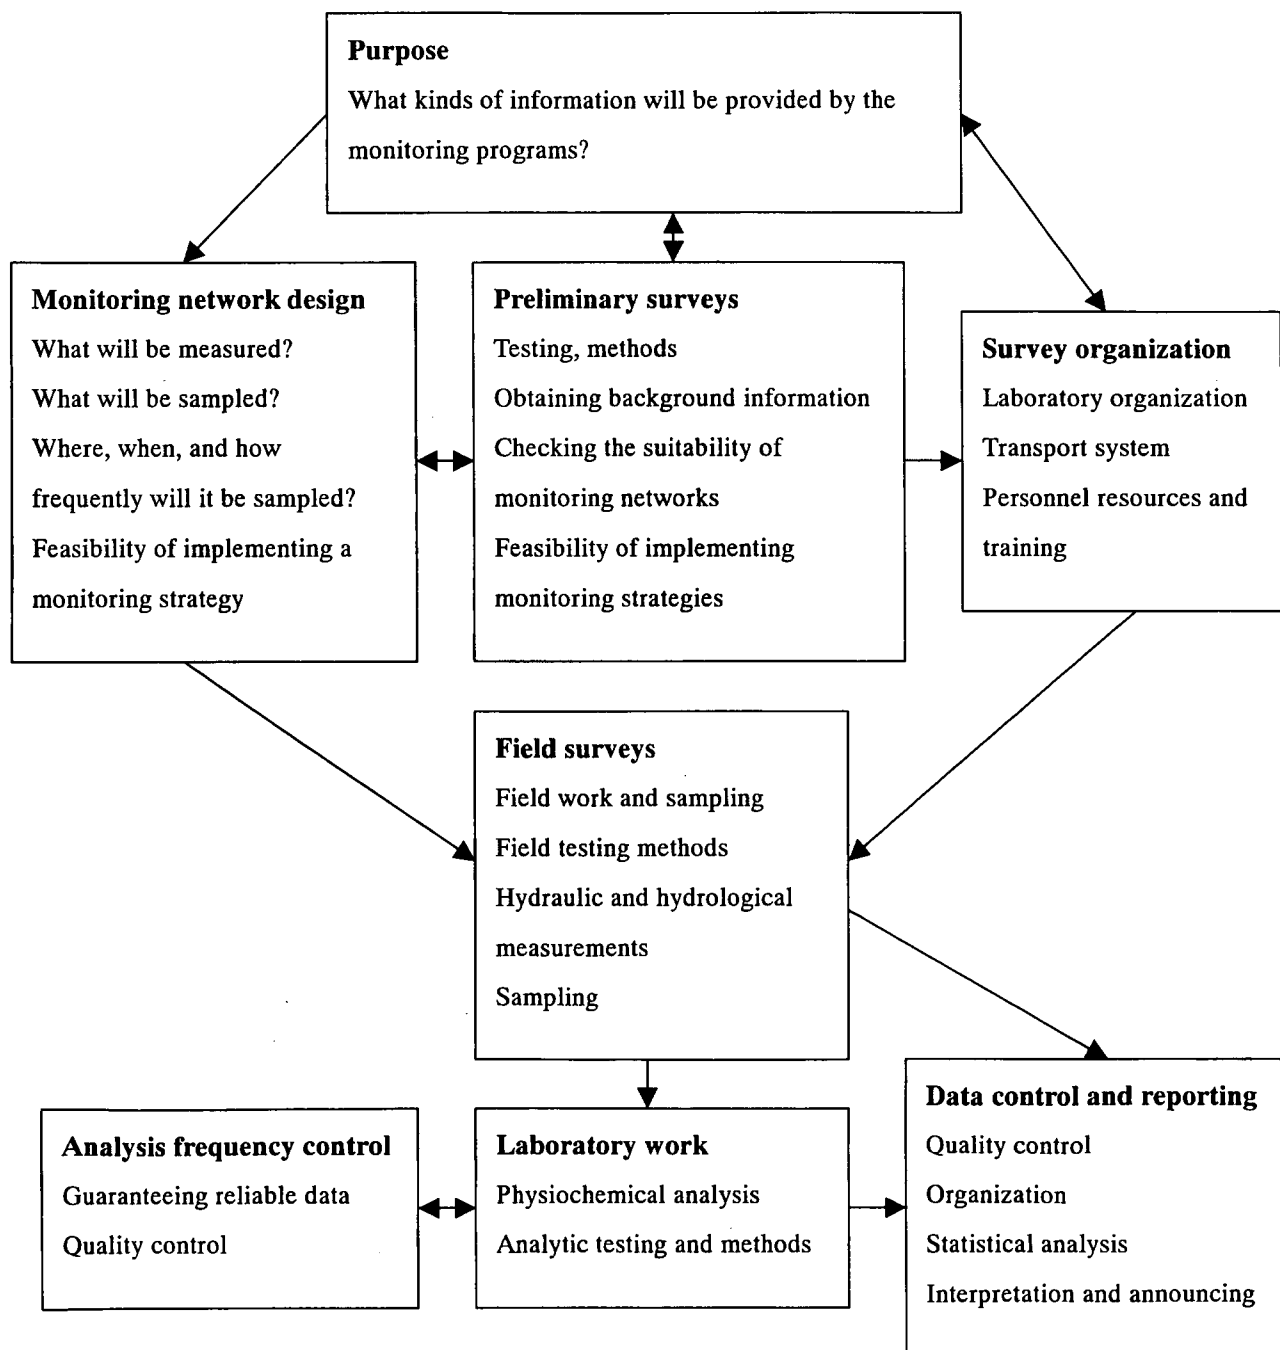 Purpose
What kinds of information will be provided by the
monitoring programs?
Monitoring network design
What will be measured?
What will be sampled?
Where, when, and how
frequently will it be sampled?
Feasibility of implementing a
monitoring strategy
Preliminary surveys
Testing, methods
Obtaining background information
Checking the suitability of
monitoring networks
Feasibility of implementing
monitoring strategies
Survey organization
Laboratory organization
Transport system
Personnel resources and
training
Field surveys
Field work and sampling
Field testing methods
Hydraulic and hydrological
measurements
Sampling
Analysis frequency control
Guaranteeing reliable data
Quality control
Laboratory work
Physiochemical analysis
Analytic testing and methods
Data control and reporting
Quality control
Organization
Statistical analysis
Interpretation and announcing